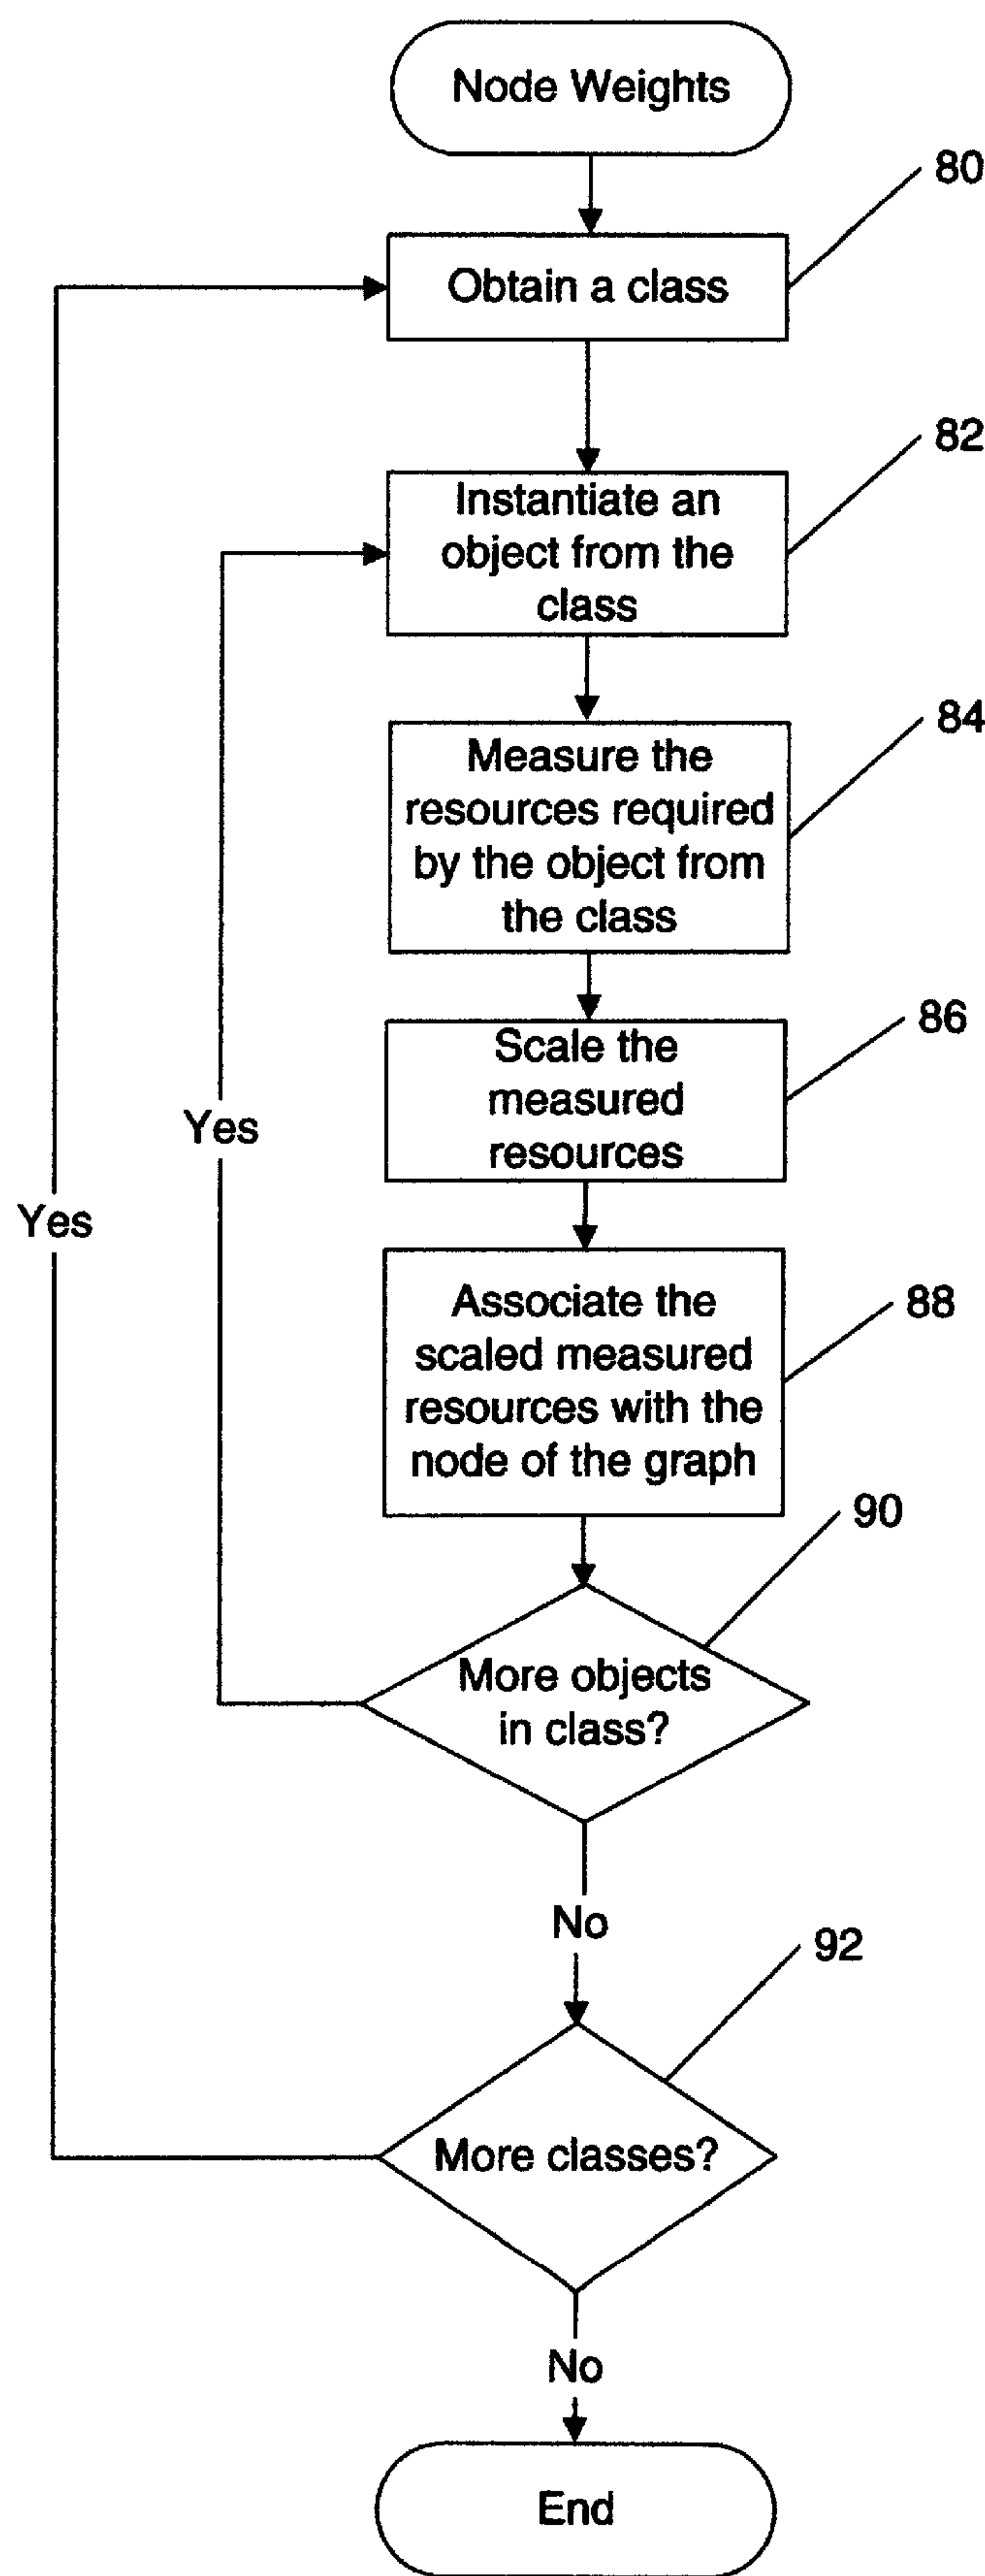 Node Weights
80
Obtain a class
82
Instantiate an
object from the
class
84
Measure the
resources required
by the object from
the class
86
Scale the
measured
resources
Yes
Yes
88
Associate the
scaled measured
resources with the
node of the graph
90
More objects
in class?
No
92
More classes?
No
End